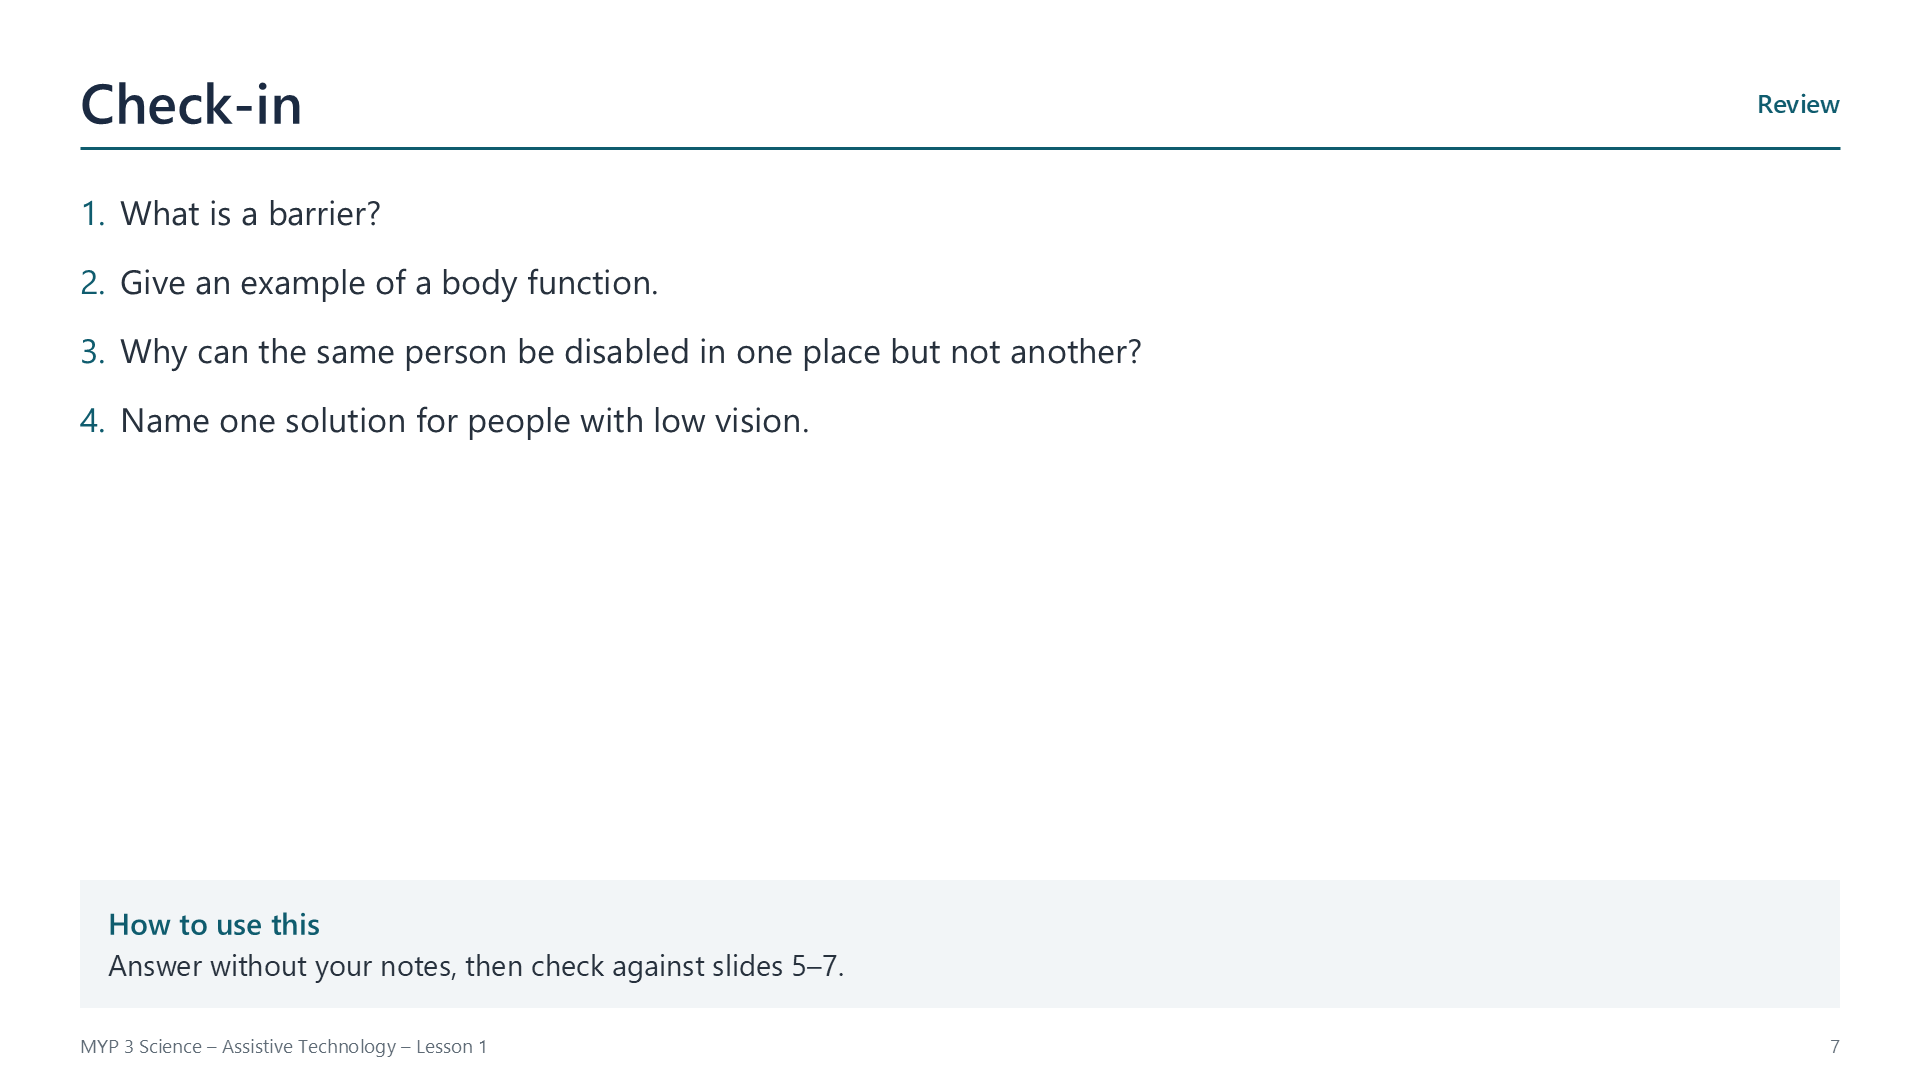 Check-in
Review
1. What is a barrier?
2. Give an example of a body function.
3. Why can the same person be disabled in one place but not another?
4. Name one solution for people with low vision.
How to use this
Answer without your notes, then check against slides 5–7.
MYP 3 Science – Assistive Technology – Lesson 1
7